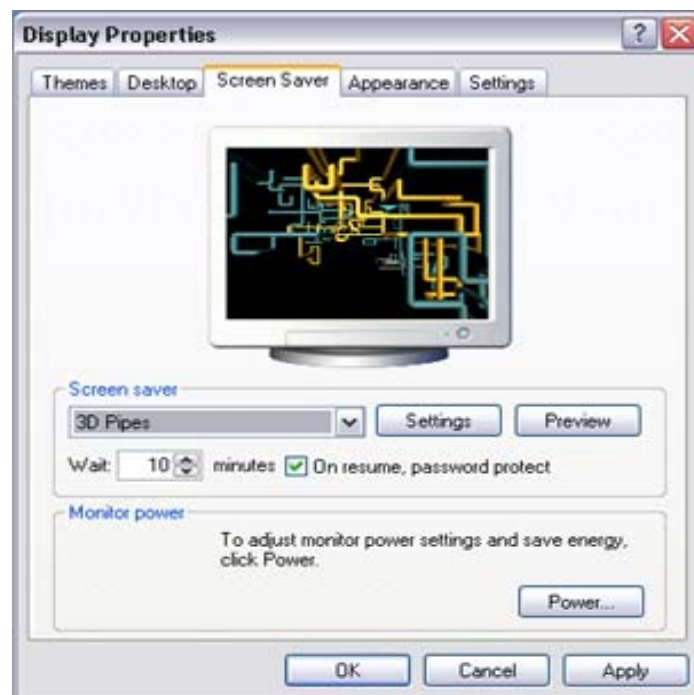 Display Properties
Themes Desktop Screen Saver Appearance Settings
Screen saver
3D Pipes Settings Preview
Wait: 10 minutes On resume, password protect
Monitor power
To adjust monitor power settings and save energy,
click Power.
Power...
OK Cancel Apply